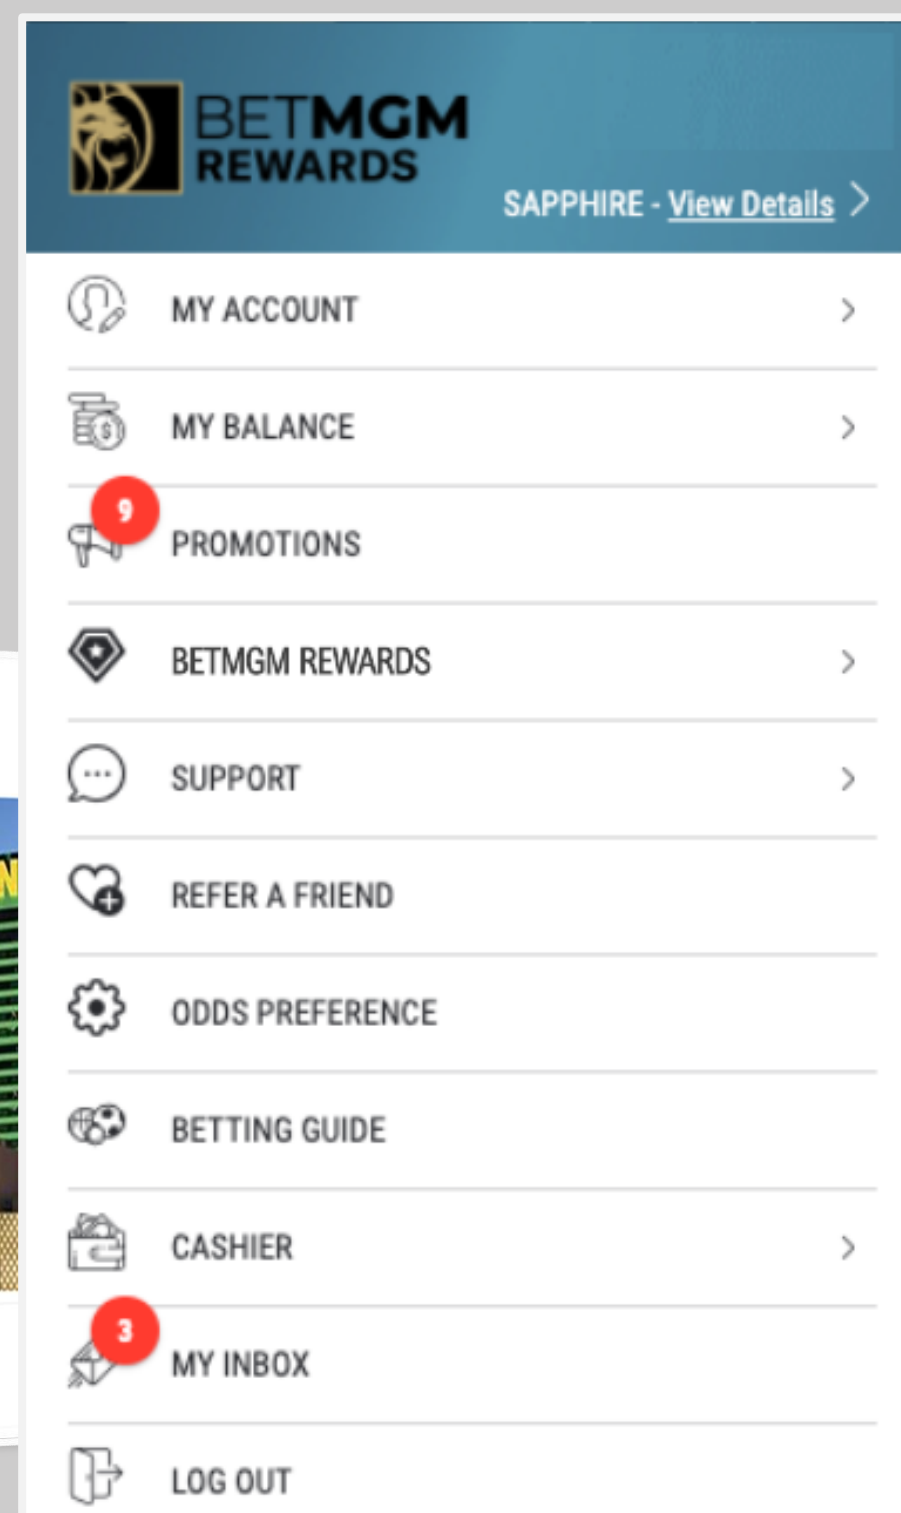 BETMGM
REWARDS
SAPPHIRE - View Details
MY ACCOUNT
MY BALANCE
9
PROMOTIONS
BETMGM REWARDS
SUPPORT
REFER A FRIEND
ODDS PREFERENCE
BETTING GUIDE
CASHIER
3
MY INBOX
LOG OUT